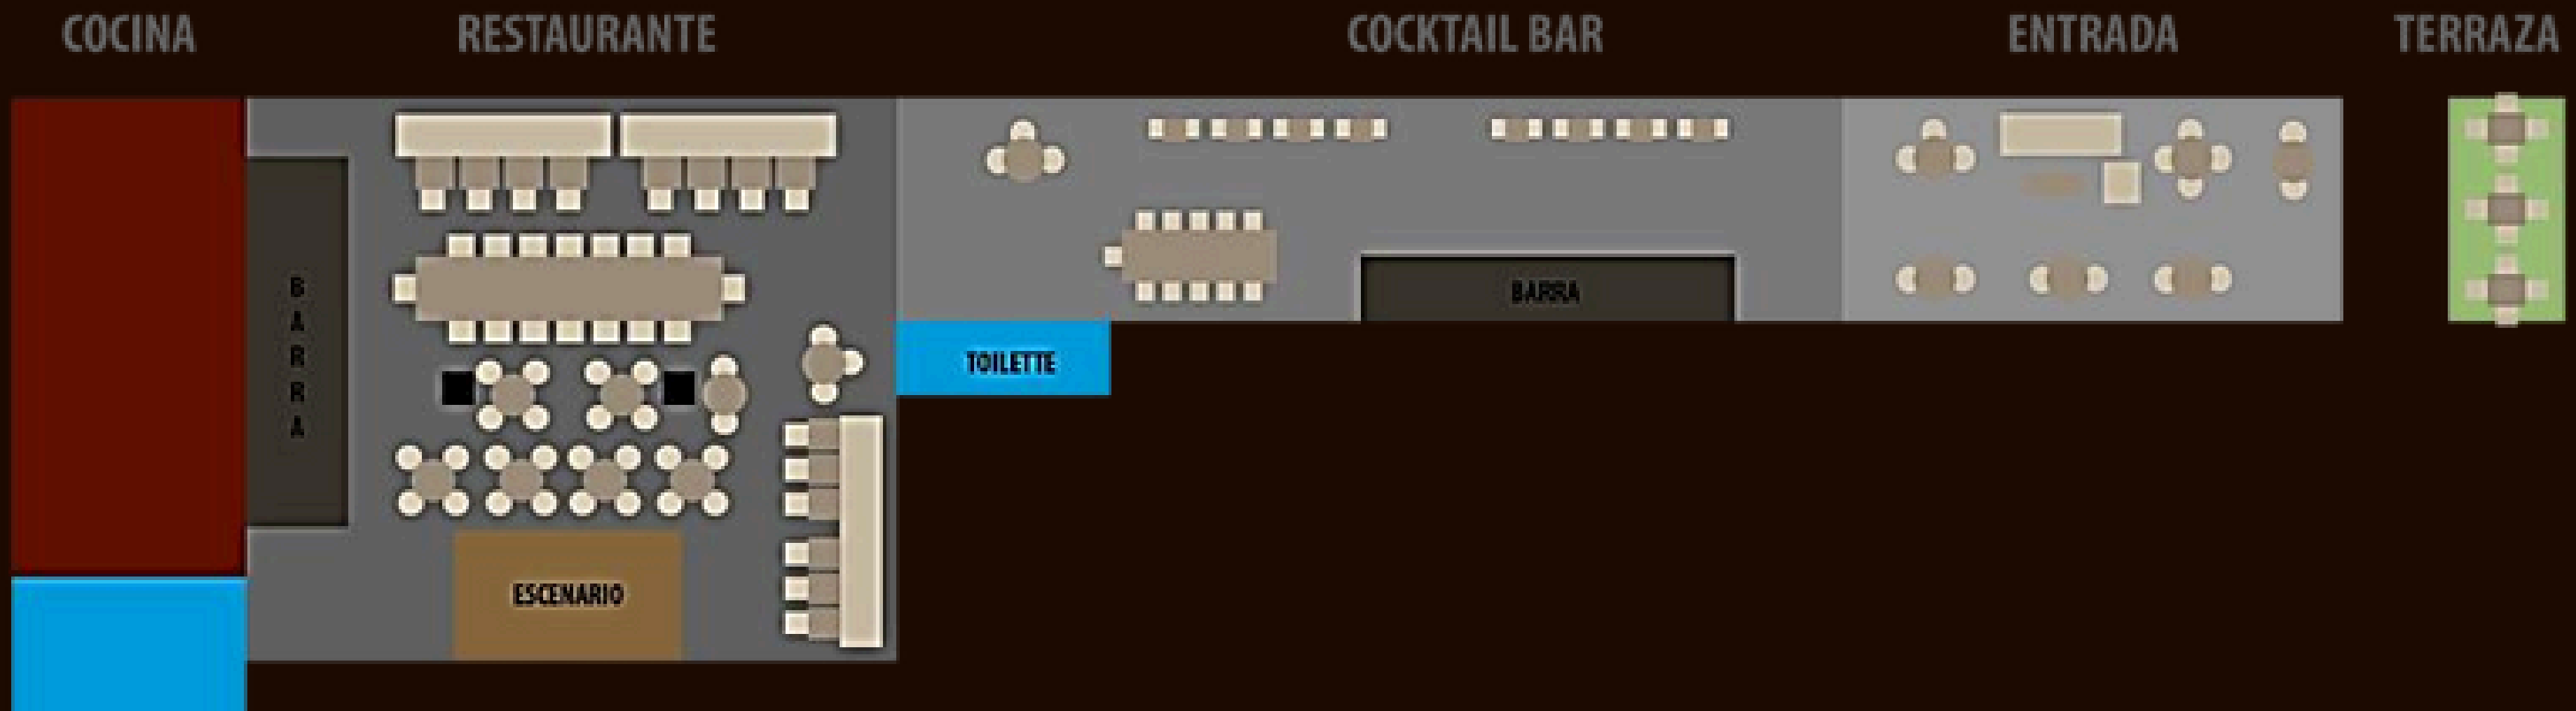 COCINA
RESTAURANTE
COCKTAIL BAR
ENTRADA
TERRAZA
BARRA
BARRA
TOILETTE
ESCENARIO